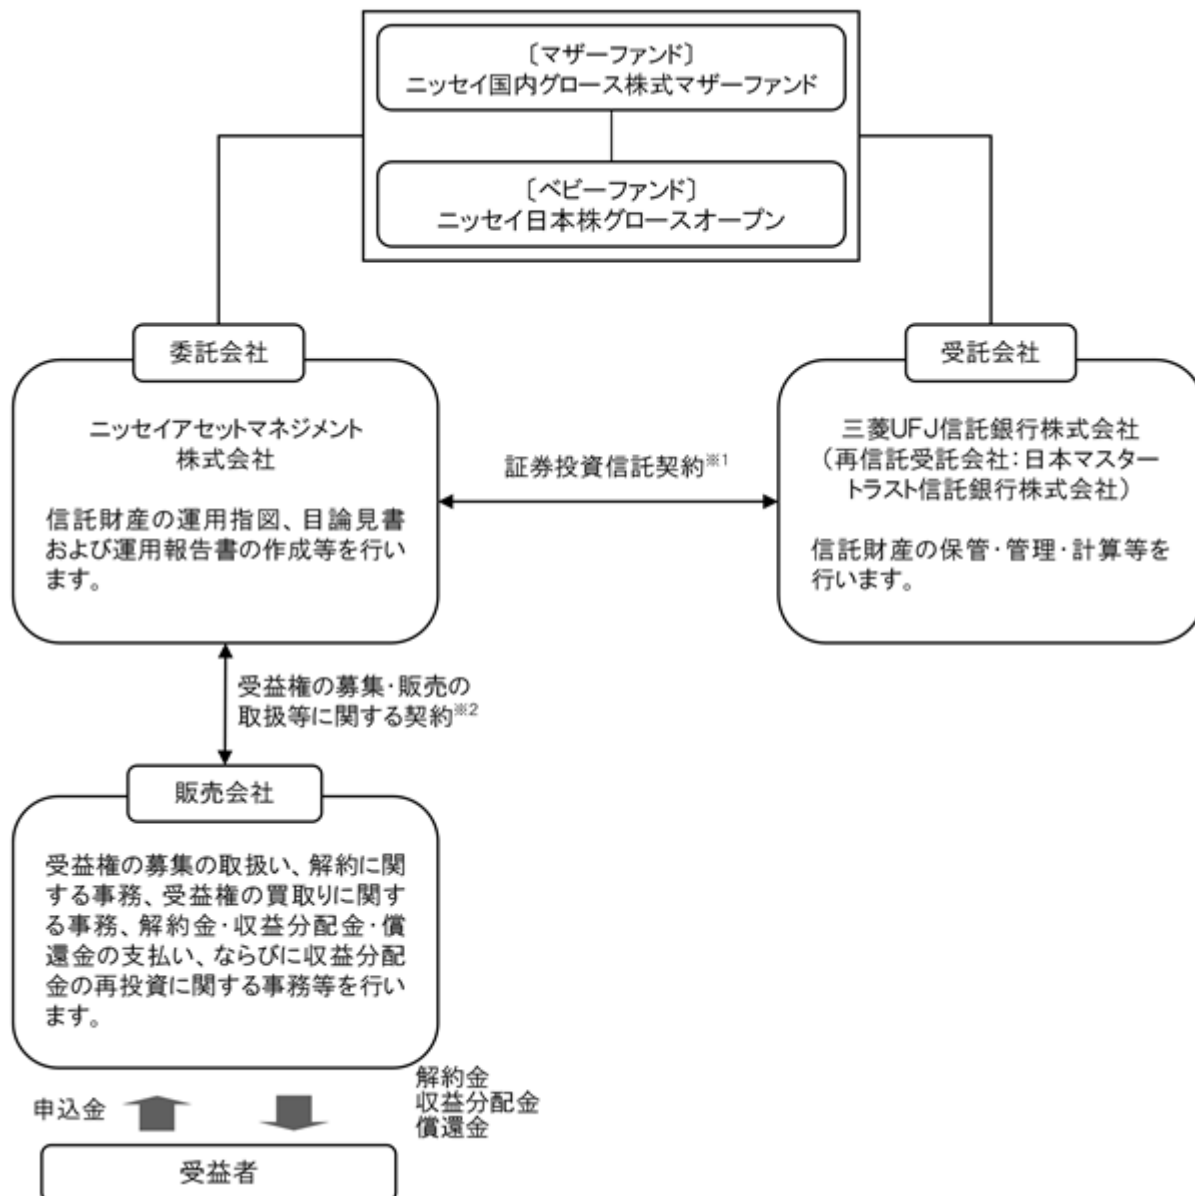 〔マザーファンド〕
ニッセイ国内グロース株式マザーファンド
〔ベビーファンド〕
ニッセイ日本株グロースオープン
委託会社
ニッセイアセットマネジメント
株式会社
信託財産の運用指図、目論見書
および運用報告書の作成等を行い
ます。
証券投資信託契約※1
受託会社
三菱UFJ信託銀行株式会社
（再信託受託会社：日本マスター
トラスト信託銀行株式会社）
信託財産の保管・管理・計算等を
行います。
受益権の募集・販売の
取扱等に関する契約※2
販売会社
受益権の募集の取扱い、解約に関
する事務、受益権の買取りに関す
る事務、解約金・収益分配金・償
還金の支払い、ならびに収益分配
金の再投資に関する事務等を行い
ます。
申込金
解約金
収益分配金
償還金
受益者